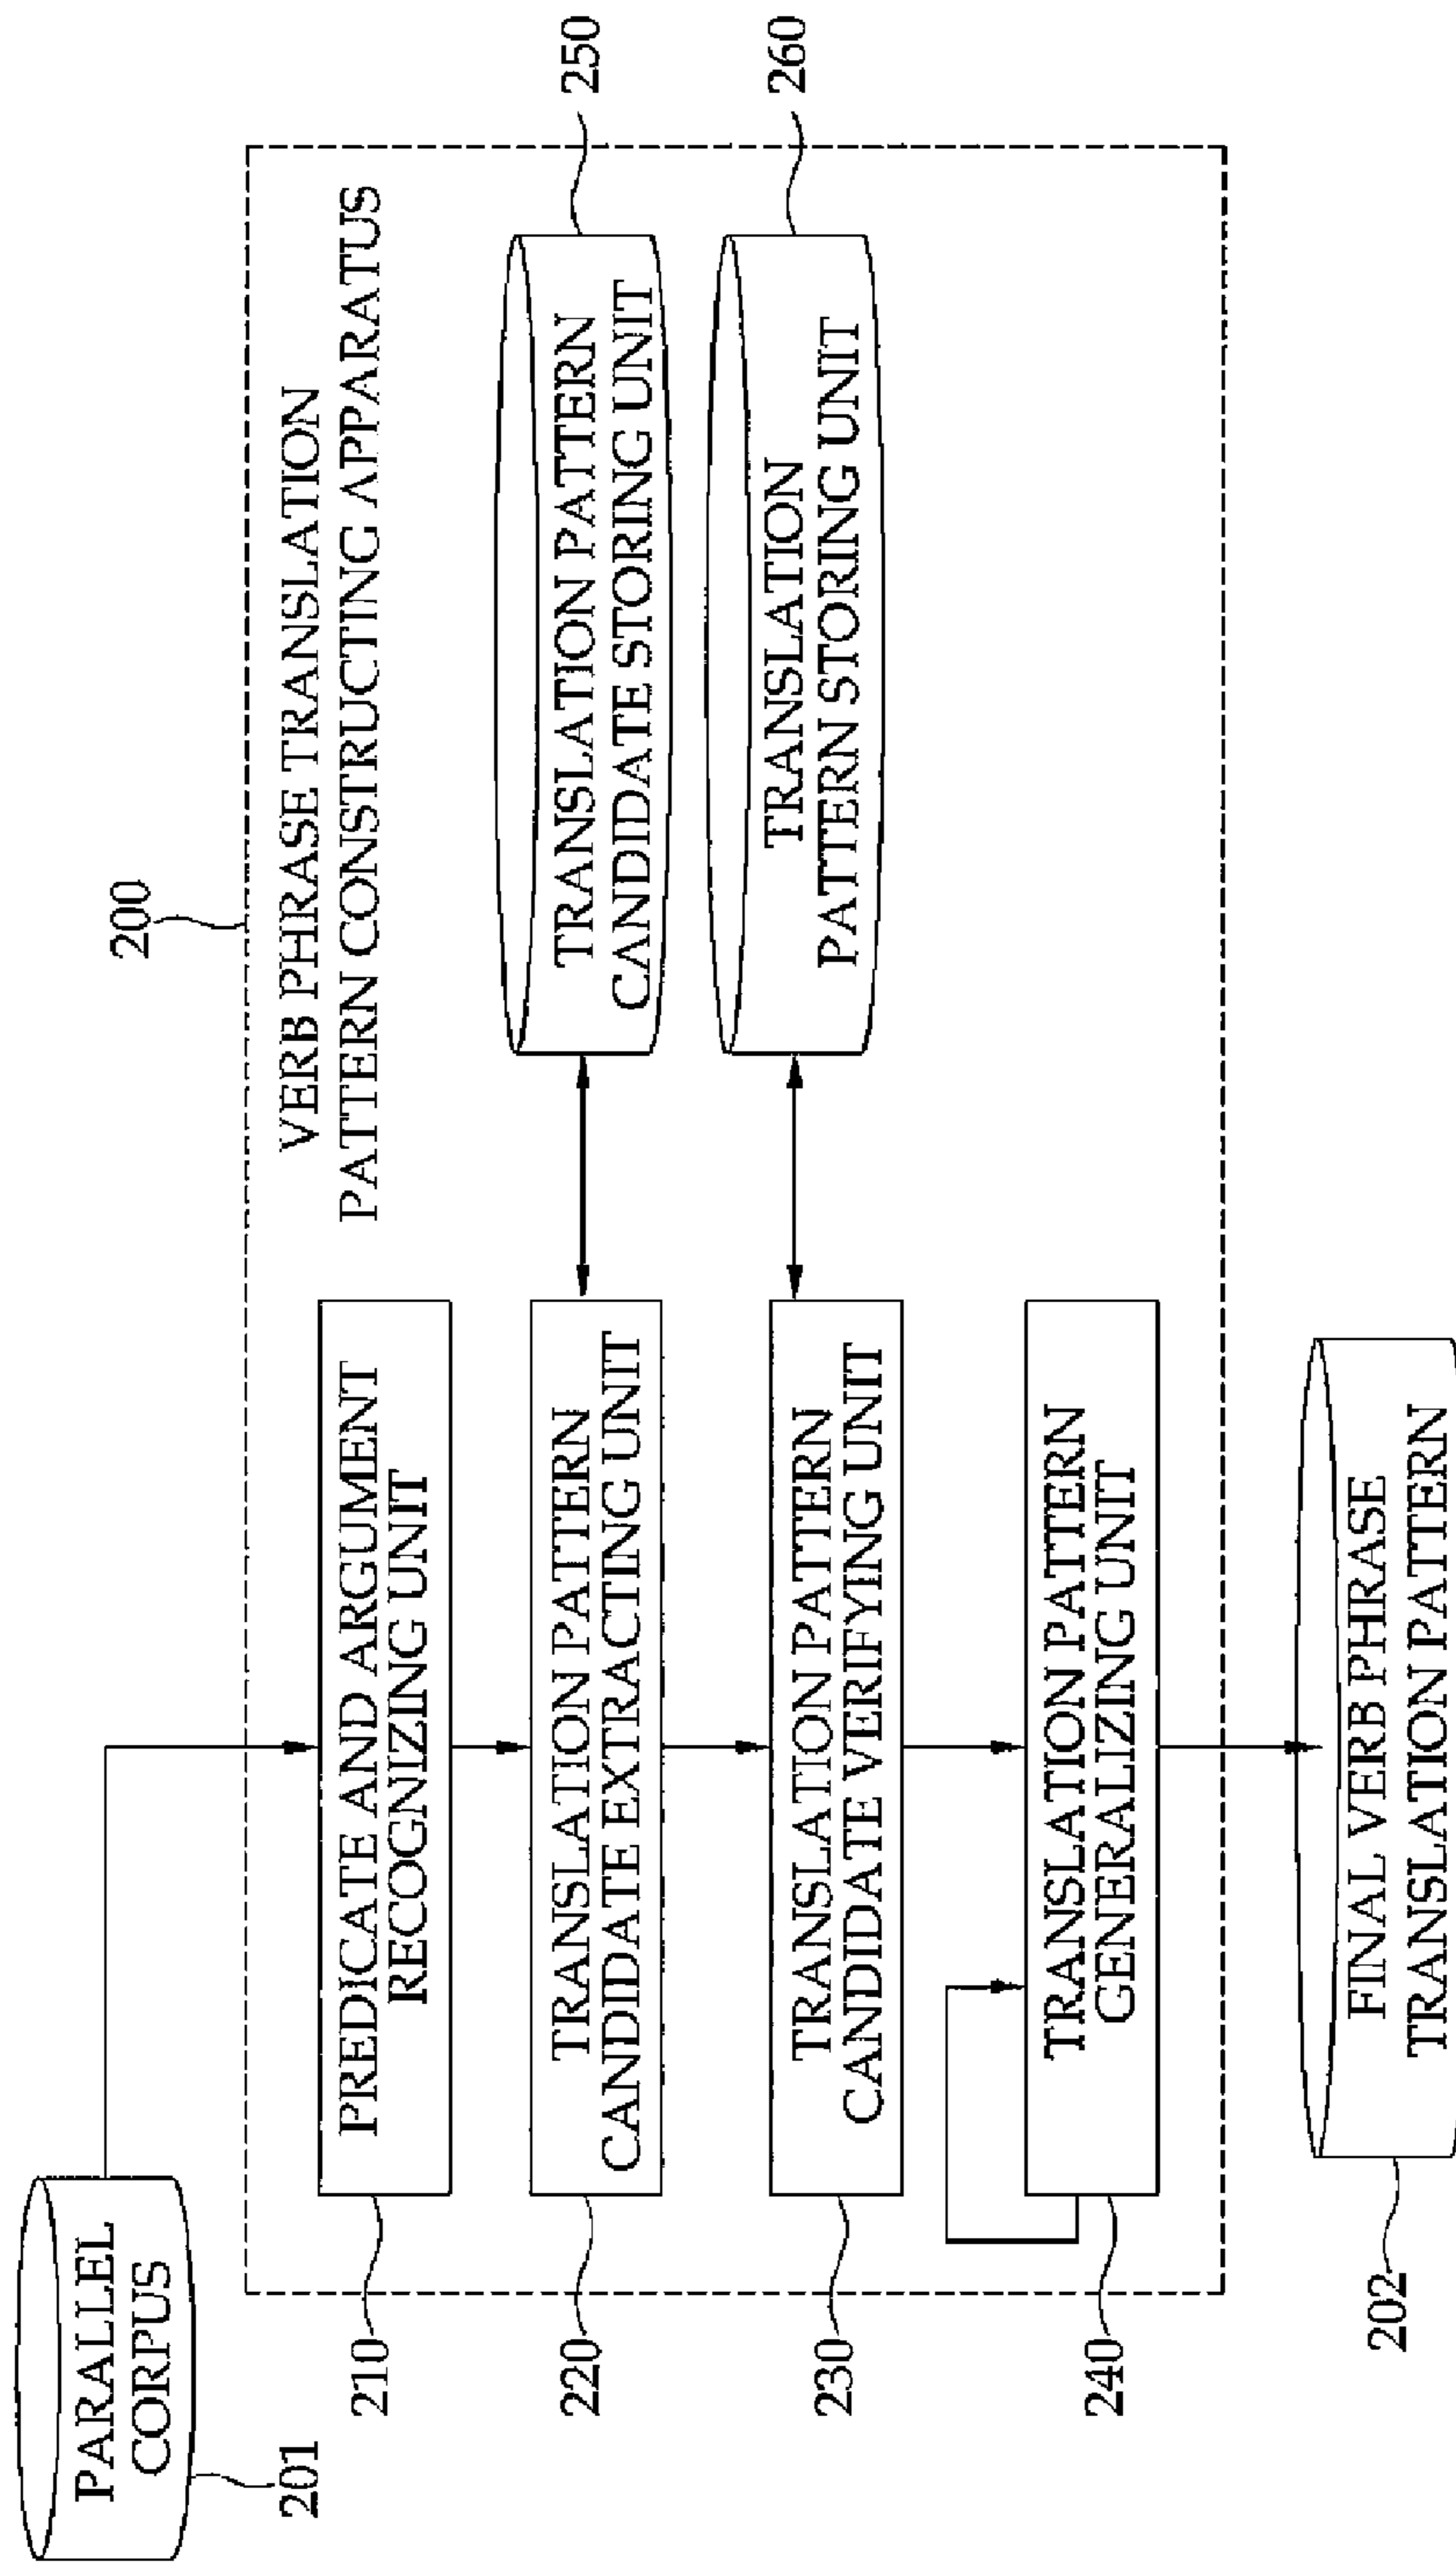 PARALLEL
CORPUS
201
200
VERB PHRASE TRANSLATION
PATTERN CONSTRUCTING APPARATUS
PREDICATE AND ARGUMENT
RECOGNIZING UNIT
210
TRANSLATION PATTERN
CANDIDATE EXTRACTING UNIT
220
TRANSLATION PATTERN
CANDIDATE STORING UNIT
250
TRANSLATION PATTERN
CANDIDATE VERIFYING UNIT
230
TRANSLATION
PATTERN STORING UNIT
260
TRANSLATION PATTERN
GENERALIZING UNIT
240
FINAL VERB PHRASE
TRANSLATION PATTERN
202